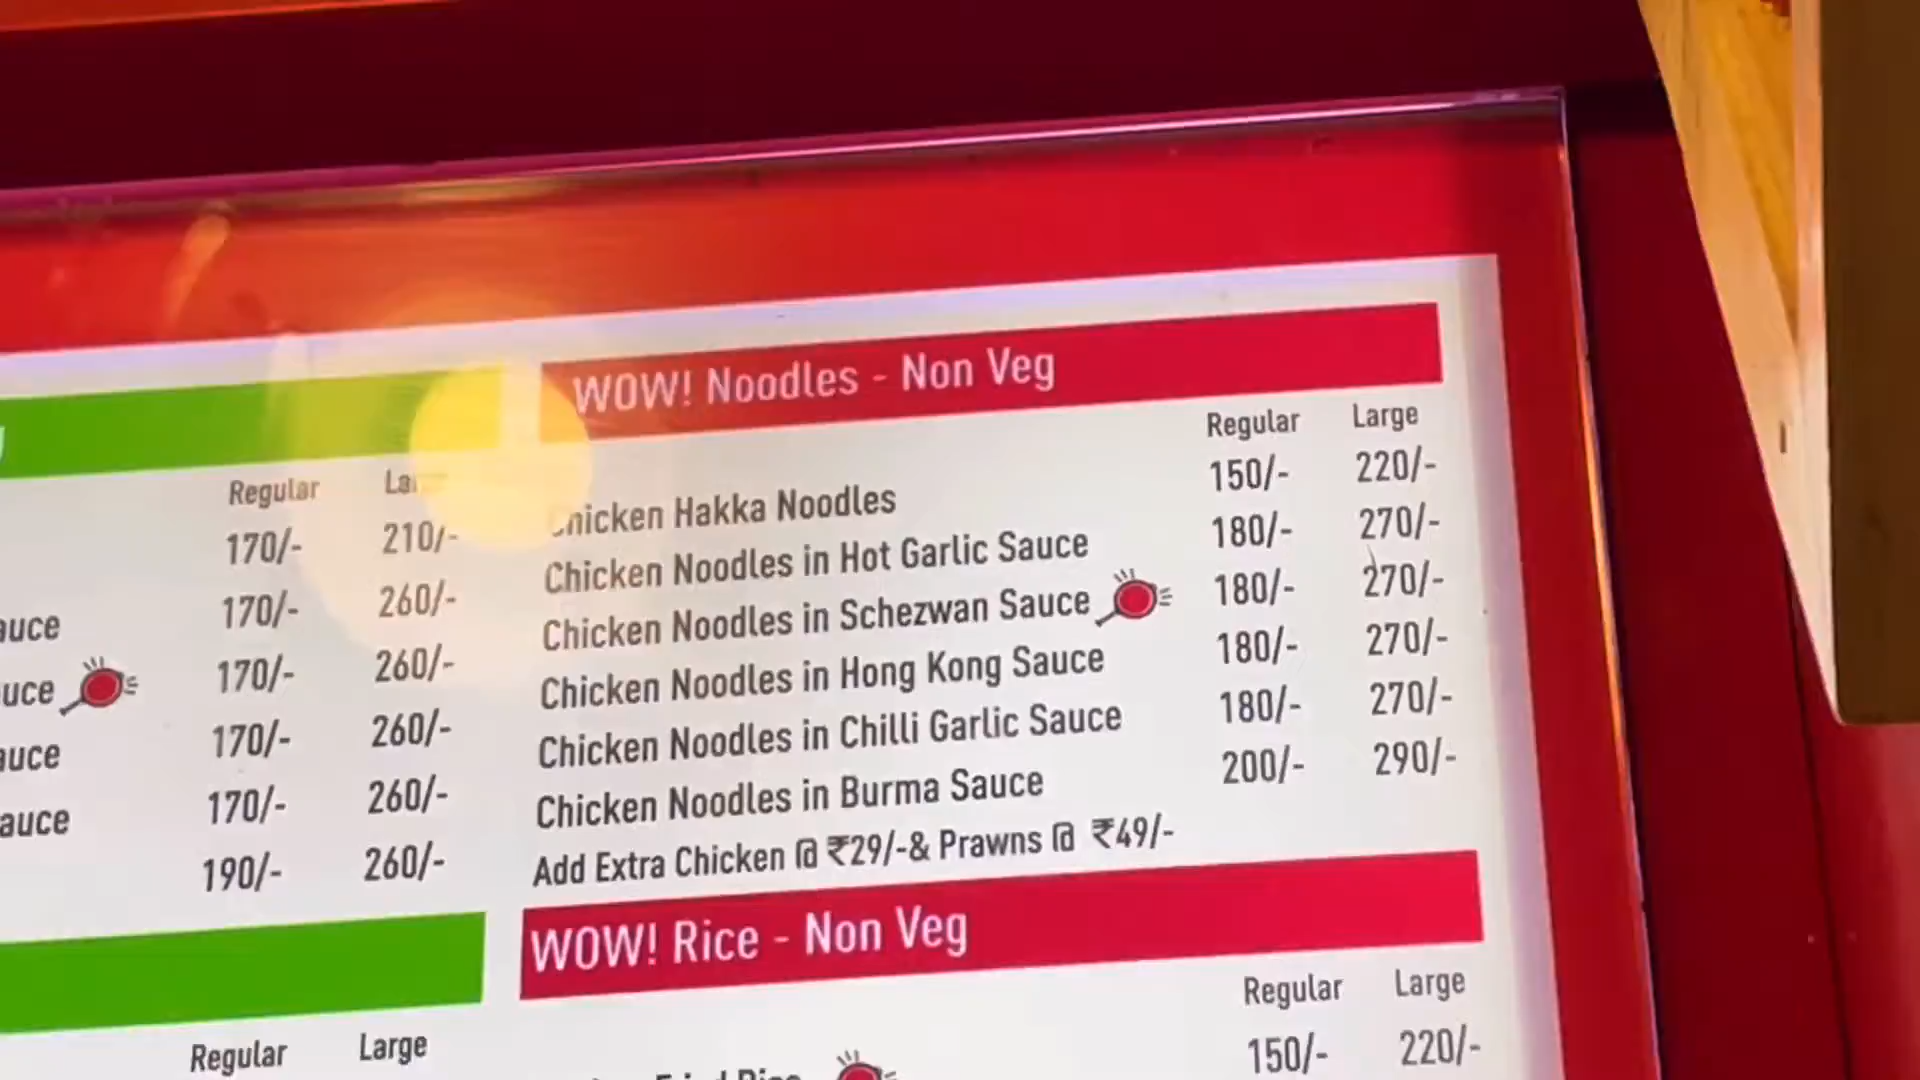 Regular
170/- 210/-
auce 170/- 260/-
uce 170/- 260/-
auce 170/- 260/-
auce 170/- 260/-
190/- 260/-
Regular Large
WOW! Noodles - Non Veg
Regular Large
Chicken Hakka Noodles 150/- 220/-
Chicken Noodles in Hot Garlic Sauce 180/- 270/-
Chicken Noodles in Schezwan Sauce 180/- 270/-
Chicken Noodles in Hong Kong Sauce 180/- 270/-
Chicken Noodles in Chilli Garlic Sauce 180/- 270/-
Chicken Noodles in Burma Sauce 200/- 290/-
Add Extra Chicken @ ₹29/-& Prawns @ ₹49/-
WOW! Rice - Non Veg
Regular Large
Fried Rice 150/- 220/-